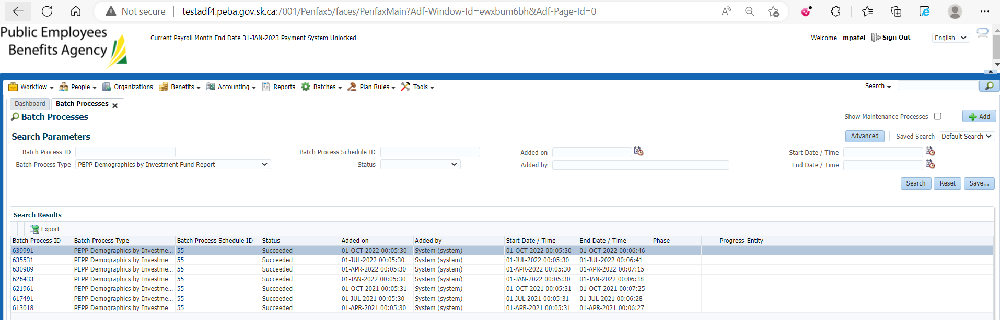 Not secure | testadf4.peba.gov.sk.ca:7001/Penfax5/faces/PenfaxMain?Adf-Window-Id=ewxbum6bh&Adf-Page-Id=0
Public Employees
Benefits Agency
Current Payroll Month End Date 31-JAN-2023 Payment System Unlocked
Welcome mpatel Sign Out English
Workflow People Organizations Benefits Accounting Reports Batches Plan Rules Tools Search
Dashboard Batch Processes
Batch Processes Show Maintenance Processes Add
Search Parameters Advanced Saved Search Default Search
Batch Process ID Batch Process Schedule ID Added on Start Date / Time
Batch Process Type PEPP Demographics by Investment Fund Report Status Added by End Date / Time
Search Reset Save...
Search Results
Export
Batch Process ID Batch Process Type Batch Process Schedule ID Status Added on Added by Start Date / Time End Date / Time Phase Progress Entity
639991 PEPP Demographics by Investme... 55 Succeeded 01-OCT-2022 00:05:30 System (system) 01-OCT-2022 00:05:30 01-OCT-2022 00:06:46
635531 PEPP Demographics by Investme... 55 Succeeded 01-JUL-2022 00:05:30 System (system) 01-JUL-2022 00:05:30 01-JUL-2022 00:06:41
630989 PEPP Demographics by Investme... 55 Succeeded 01-APR-2022 00:05:30 System (system) 01-APR-2022 00:05:30 01-APR-2022 00:07:15
626433 PEPP Demographics by Investme... 55 Succeeded 01-JAN-2022 00:05:30 System (system) 01-JAN-2022 00:05:30 01-JAN-2022 00:06:38
621961 PEPP Demographics by Investme... 55 Succeeded 01-OCT-2021 00:05:31 System (system) 01-OCT-2021 00:05:31 01-OCT-2021 00:07:25
617491 PEPP Demographics by Investme... 55 Succeeded 01-JUL-2021 00:05:30 System (system) 01-JUL-2021 00:05:31 01-JUL-2021 00:06:28
613018 PEPP Demographics by Investme... 55 Succeeded 01-APR-2021 00:05:30 System (system) 01-APR-2021 00:05:31 01-APR-2021 00:06:27